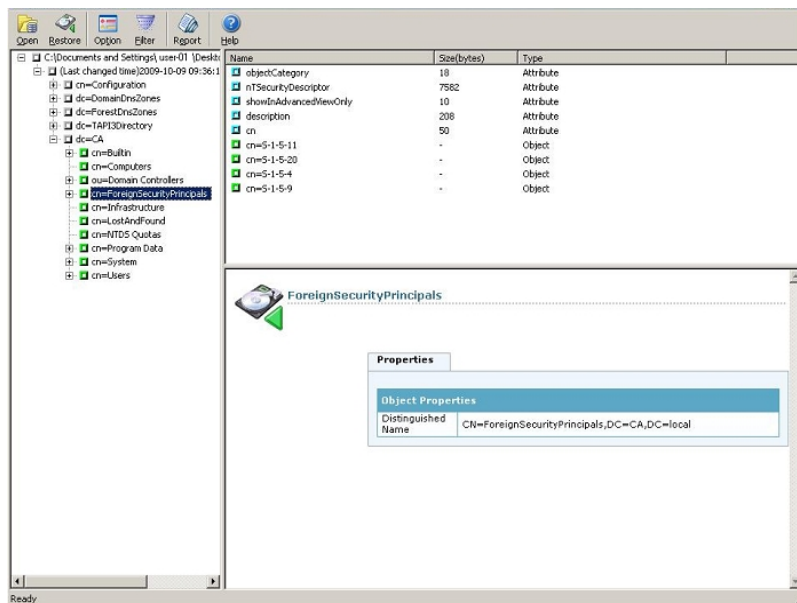 Open Restore Option Filter Report Help
C:\Documents and Settings\ user-01 \Deskto
(Last changed time)2009-10-09 09:36:1
cn=Configuration
dc=DomainDnsZones
dc=ForestDnsZones
dc=TAPI3Directory
dc=CA
cn=Builtin
cn=Computers
ou=Domain Controllers
cn=ForeignSecurityPrincipals
cn=Infrastructure
cn=LostAndFound
cn=NTDS Quotas
cn=Program Data
cn=System
cn=Users
Name Size(bytes) Type
objectCategory 18 Attribute
nTSecurityDescriptor 7582 Attribute
showInAdvancedViewOnly 10 Attribute
description 208 Attribute
cn 50 Attribute
cn=S-1-5-11 - Object
cn=S-1-5-20 - Object
cn=S-1-5-4 - Object
cn=S-1-5-9 - Object
ForeignSecurityPrincipals
Properties
Object Properties
Distinguished Name CN=ForeignSecurityPrincipals,DC=CA,DC=local
Ready